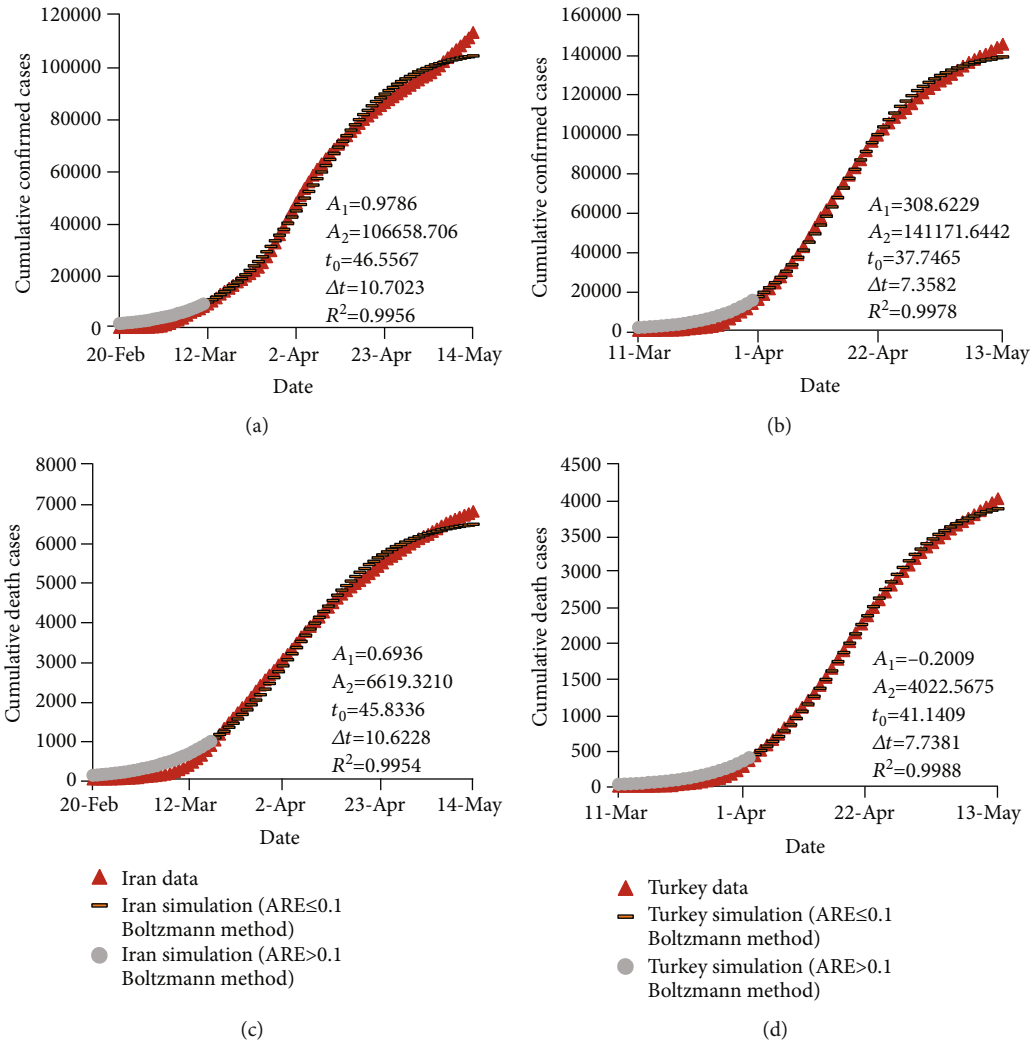 120000
100000
80000
60000
40000
20000
0
Cumulative confirmed cases
A1=0.9786
A2=106658.706
t0=46.5567
Δt=10.7023
R2=0.9956
20-Feb 12-Mar 2-Apr 23-Apr 14-May
Date
(a)
160000
140000
120000
100000
80000
60000
40000
20000
0
Cumulative confirmed cases
A1=308.6229
A2=141171.6442
t0=37.7465
Δt=7.3582
R2=0.9978
11-Mar 1-Apr 22-Apr 13-May
Date
(b)
8000
7000
6000
5000
4000
3000
2000
1000
0
Cumulative death cases
A1=0.6936
A2=6619.3210
t0=45.8336
Δt=10.6228
R2=0.9954
20-Feb 12-Mar 2-Apr 23-Apr 14-May
Date
Iran data
Iran simulation (ARE≤0.1
Boltzmann method)
Iran simulation (ARE>0.1
Boltzmann method)
(c)
4500
4000
3500
3000
2500
2000
1500
1000
500
0
Cumulative death cases
A1=−0.2009
A2=4022.5675
t0=41.1409
Δt=7.7381
R2=0.9988
11-Mar 1-Apr 22-Apr 13-May
Date
Turkey data
Turkey simulation (ARE≤0.1
Boltzmann method)
Turkey simulation (ARE>0.1
Boltzmann method)
(d)